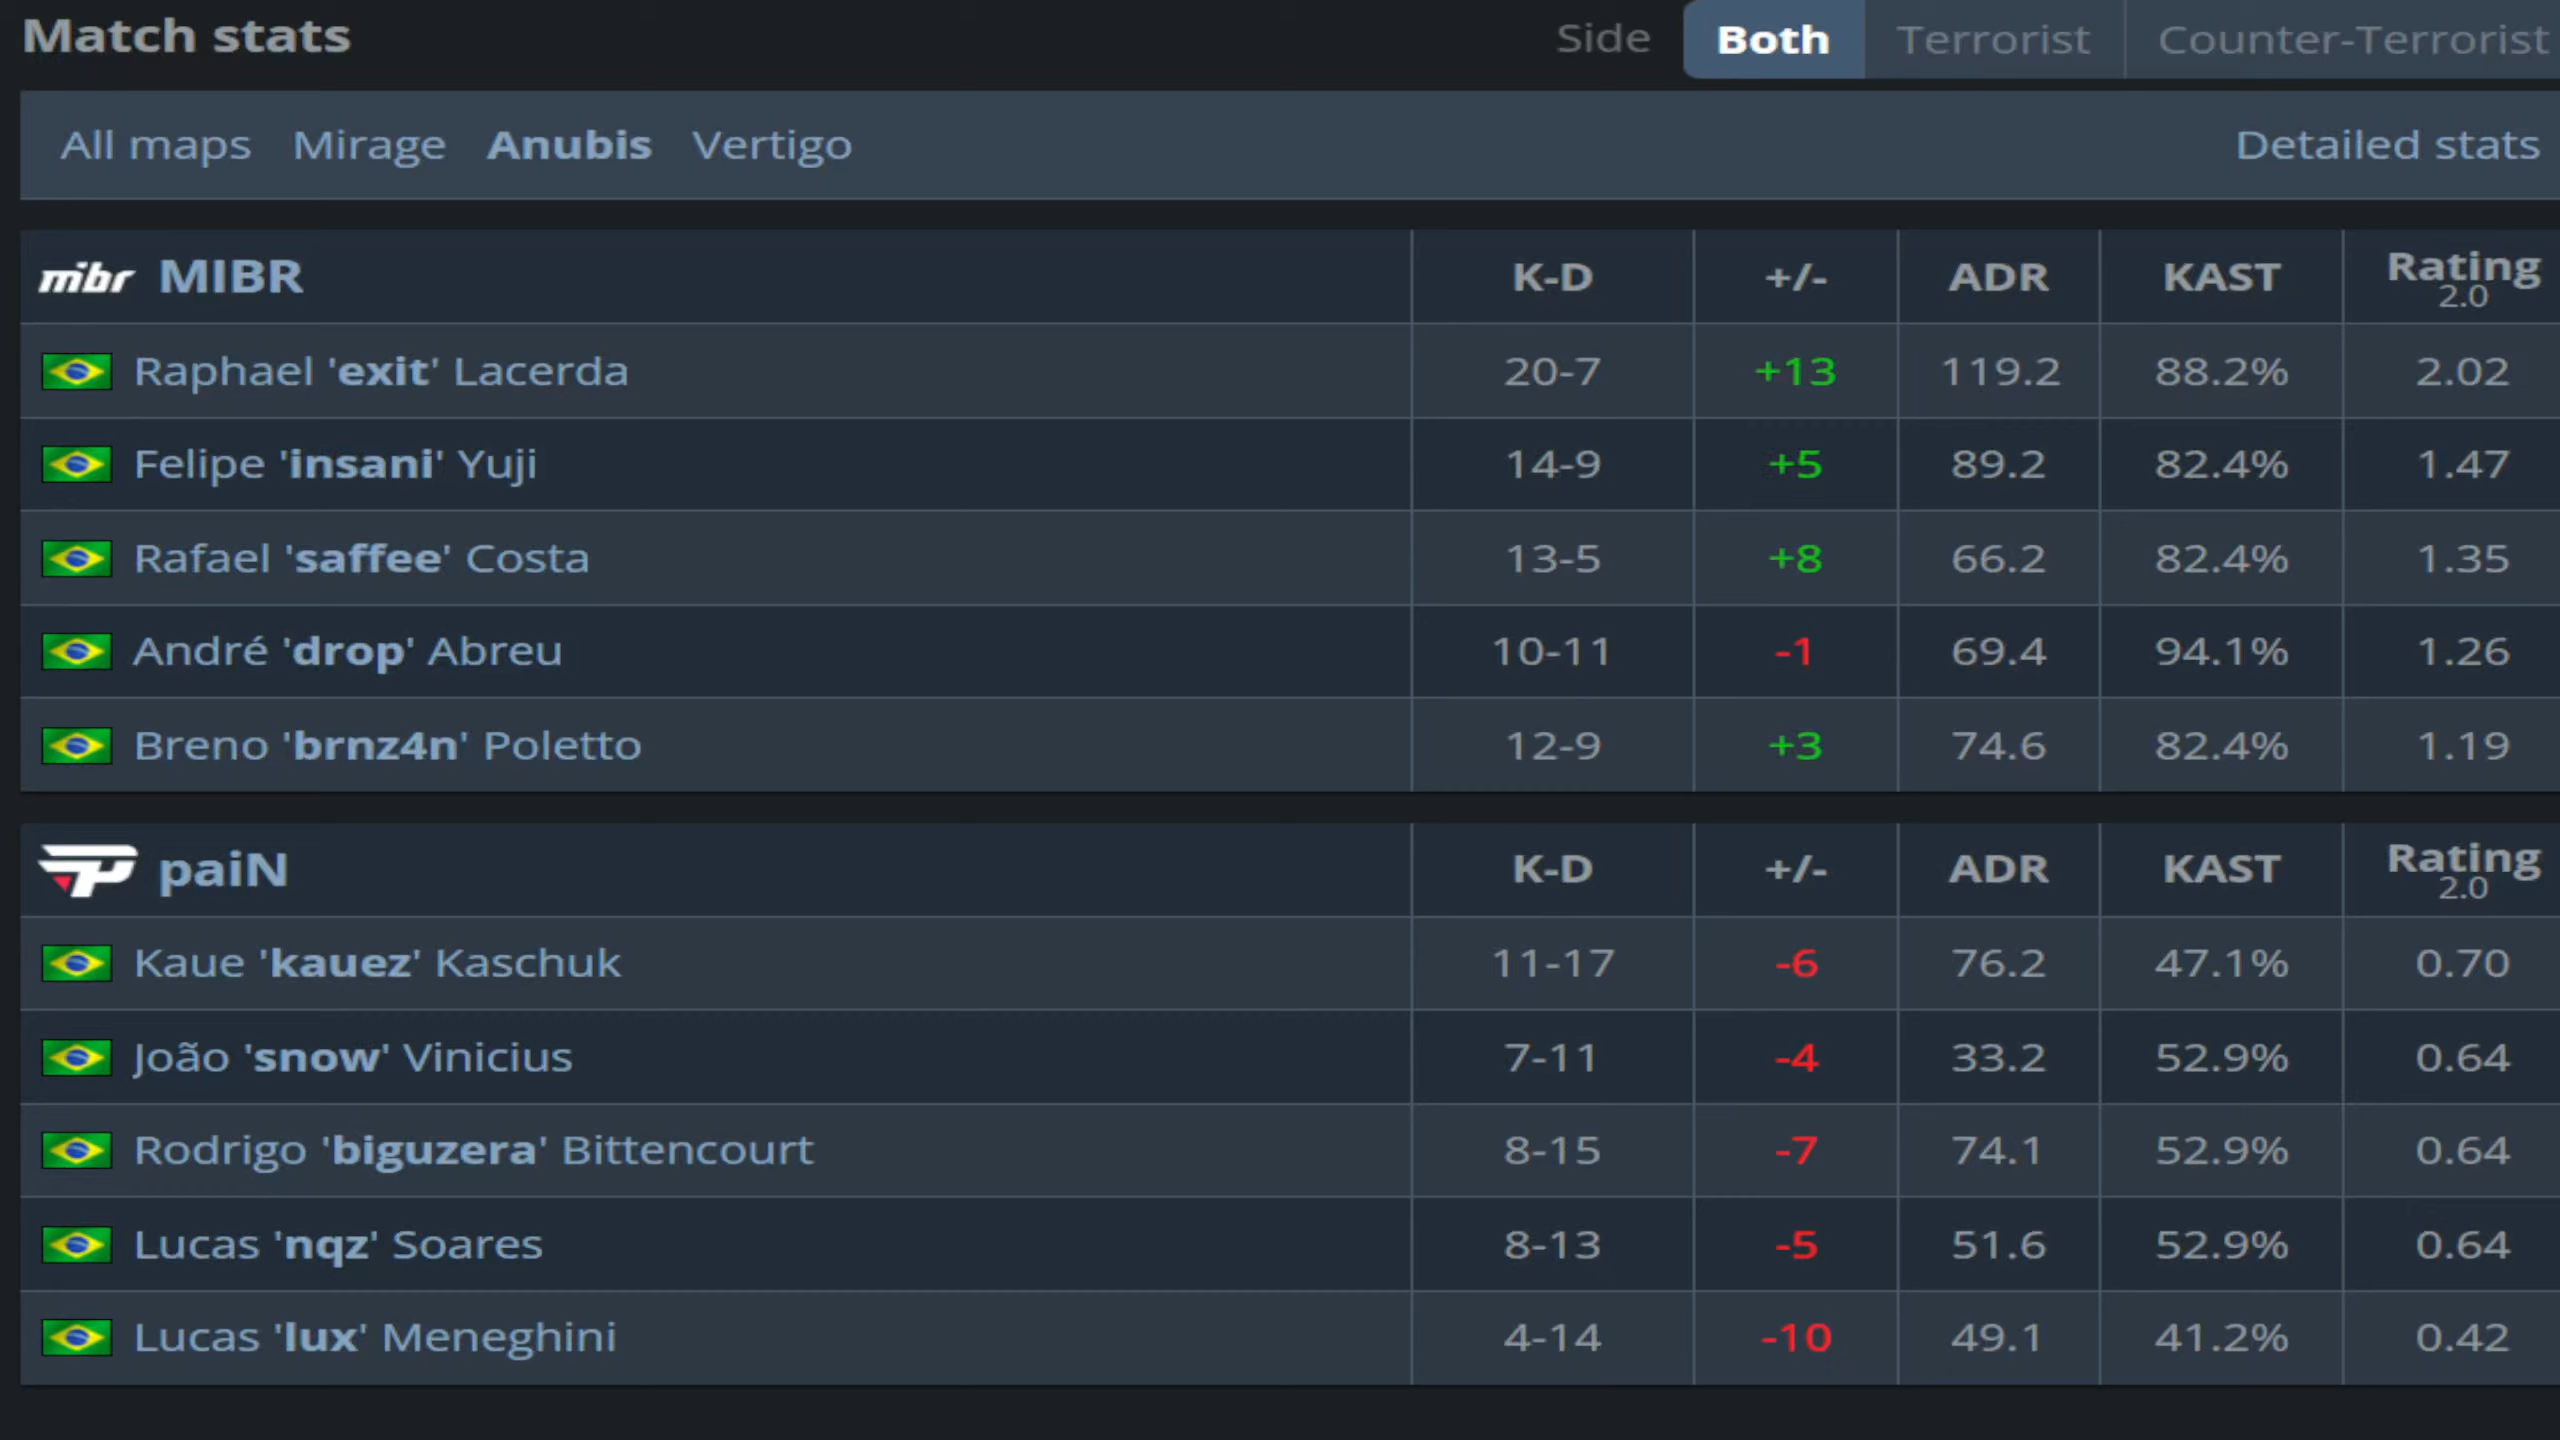 Match stats Side Both Terrorist Counter-Terrorist
All maps Mirage Anubis Vertigo Detailed stats
mibr MIBR K-D +/- ADR KAST Rating 2.0
Raphael 'exit' Lacerda 20-7 +13 119.2 88.2% 2.02
Felipe 'insani' Yuji 14-9 +5 89.2 82.4% 1.47
Rafael 'saffee' Costa 13-5 +8 66.2 82.4% 1.35
André 'drop' Abreu 10-11 -1 69.4 94.1% 1.26
Breno 'brnz4n' Poletto 12-9 +3 74.6 82.4% 1.19
paiN K-D +/- ADR KAST Rating 2.0
Kaue 'kauez' Kaschuk 11-17 -6 76.2 47.1% 0.70
João 'snow' Vinicius 7-11 -4 33.2 52.9% 0.64
Rodrigo 'biguzera' Bittencourt 8-15 -7 74.1 52.9% 0.64
Lucas 'nqz' Soares 8-13 -5 51.6 52.9% 0.64
Lucas 'lux' Meneghini 4-14 -10 49.1 41.2% 0.42